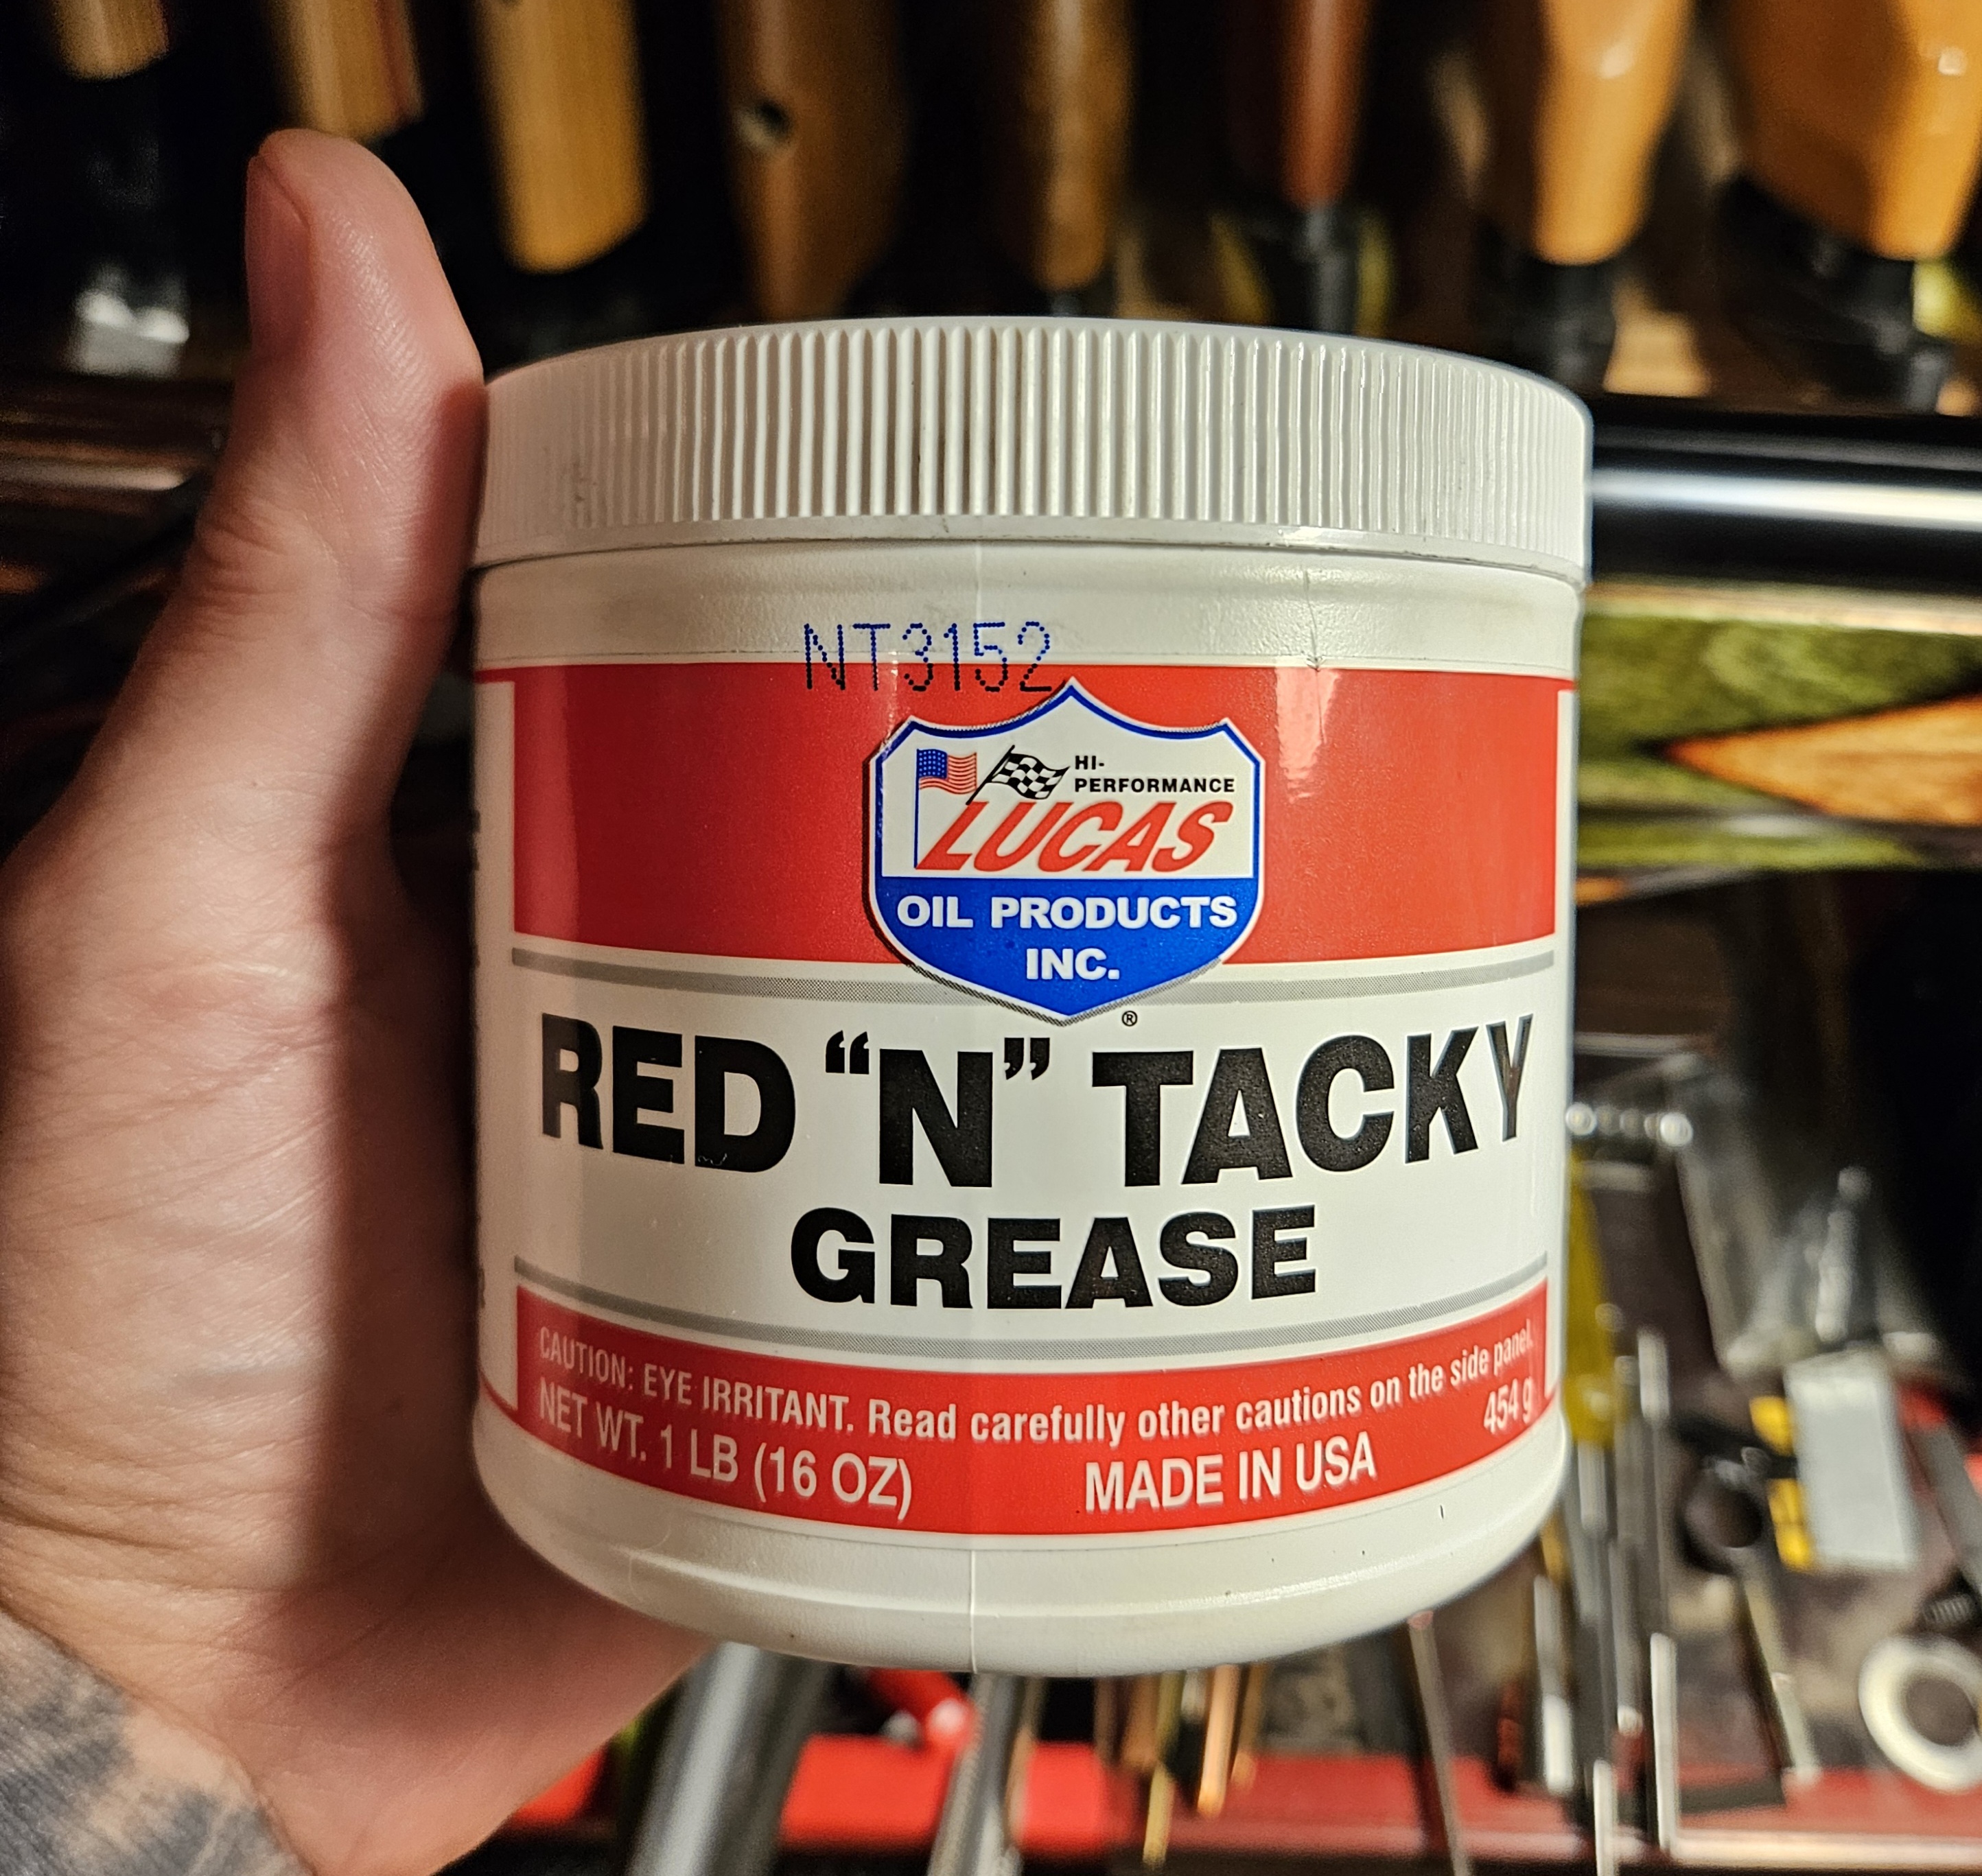 NT3152
HI-
PERFORMANCE
LUCAS
OIL PRODUCTS
INC.
®
RED “N” TACKY
GREASE
CAUTION: EYE IRRITANT. Read carefully other cautions on the side panel.
NET WT. 1 LB (16 OZ) MADE IN USA 454 g